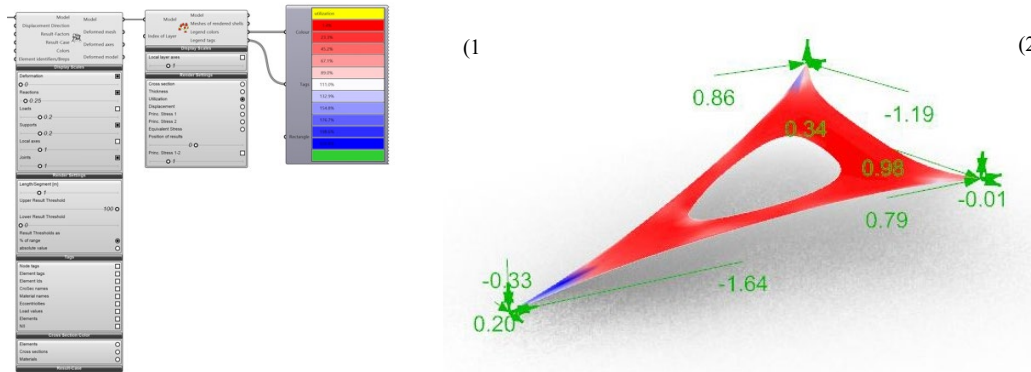 Model
Displacement Direction
Result Factors
Result Case
Colors
Element Identifiers/Regs
Model
Deformed mesh
Deformed axes
Deformed model
Display Scales
Deformation
0
Reactions
0.25
Loads
0.2
Supports
0.2
Local axes
1
Joints
1
Render Settings
Length/Segment [m]
1
Upper Result Threshold
100
Lower Result Threshold
0
Result Thresholds as
% of range
absolute value
Tags
Node tags
Element tags
Element Ids
CroSec names
Material names
Eccentricities
Load values
Elements
NII
Cross Section Color
Elements
Cross sections
Materials
Result-Case
Model
Index of Layer
Model
Meshes of rendered shells
Legend colors
Legend tags
Display Scales
Local layer axes
1
Render Settings
Cross section
Thickness
Utilization
Displacement
Princ. Stress 1
Princ. Stress 2
Equivalent Stress
Position of results
0
Princ. Stress 1-2
1
Colour
Tags
Rectangle
utilisation
45.2%
67.1%
89.0%
111.0%
132.9%
154.8%
(1
0.86
-1.19
0.34
0.98
-0.01
0.79
-1.64
-0.33
0.20
(2